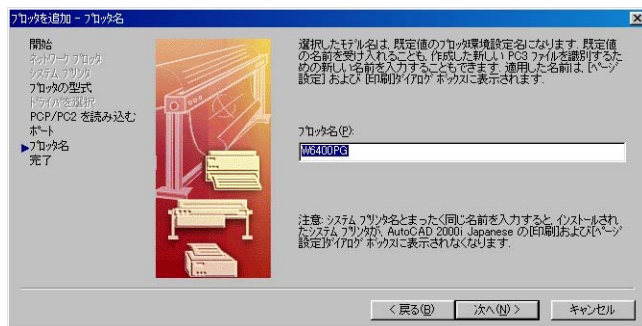 プロッタを追加 - プロッタ名
開始
ネットワーク プロッタ
システム プリンタ
プロッタの型式
ドライバを選択
PCP/PC2 を読み込む
ポート
プロッタ名
完了
選択したモデル名は、既定値のプロッタ環境設定名になります. 既定値
の名前を受け入れることも、作成した新しい PC3 ファイルを識別するた
めの新しい名前を入力することもできます. 適用した名前は、[ページ
設定] および [印刷]ダイアログ ボックスに表示されます.
プロッタ名(P):
W6400PG
注意: システム プリンタ名とまったく同じ名前を入力すると、インストールされ
たシステム プリンタが、AutoCAD 2000i Japanese の[印刷]および[ページ
設定]ダイアログ ボックスに表示されなくなります.
< 戻る(B)
次へ(N) >
キャンセル